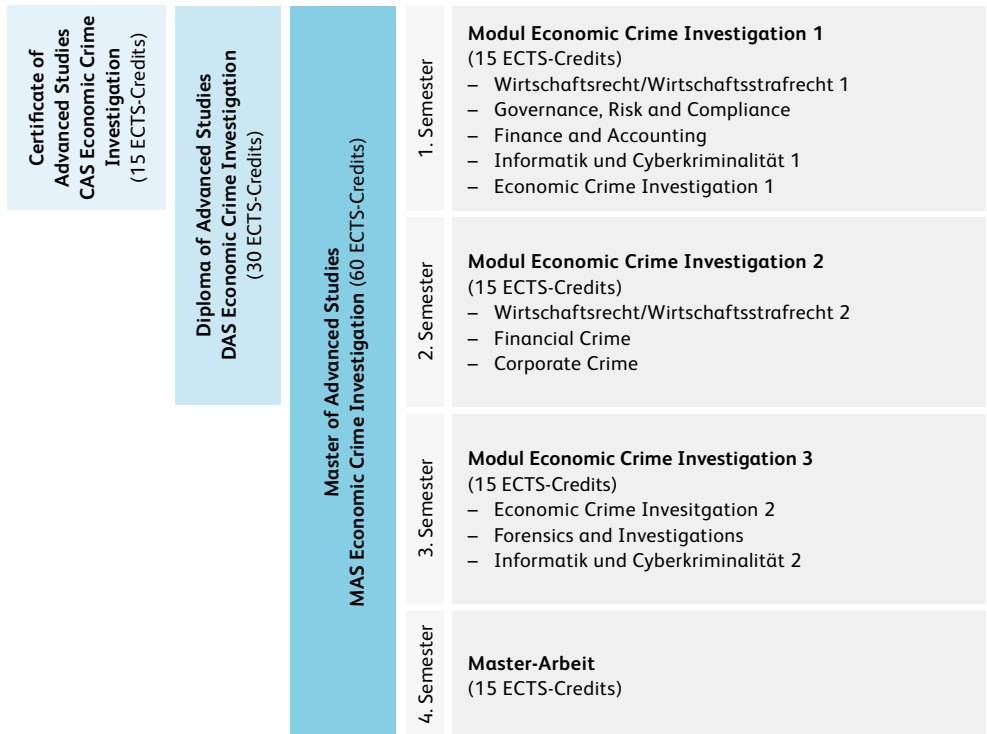 Certificate of
Advanced Studies
CAS Economic Crime
Investigation
(15 ECTS-Credits)
Diploma of Advanced Studies
DAS Economic Crime Investigation
(30 ECTS-Credits)
Master of Advanced Studies
MAS Economic Crime Investigation (60 ECTS-Credits)
1. Semester
Modul Economic Crime Investigation 1
(15 ECTS-Credits)
– Wirtschaftsrecht/Wirtschaftsstrafrecht 1
– Governance, Risk and Compliance
– Finance and Accounting
– Informatik und Cyberkriminalität 1
– Economic Crime Investigation 1
2. Semester
Modul Economic Crime Investigation 2
(15 ECTS-Credits)
– Wirtschaftsrecht/Wirtschaftsstrafrecht 2
– Financial Crime
– Corporate Crime
3. Semester
Modul Economic Crime Investigation 3
(15 ECTS-Credits)
– Economic Crime Invesitgation 2
– Forensics and Investigations
– Informatik und Cyberkriminalität 2
4. Semester
Master-Arbeit
(15 ECTS-Credits)